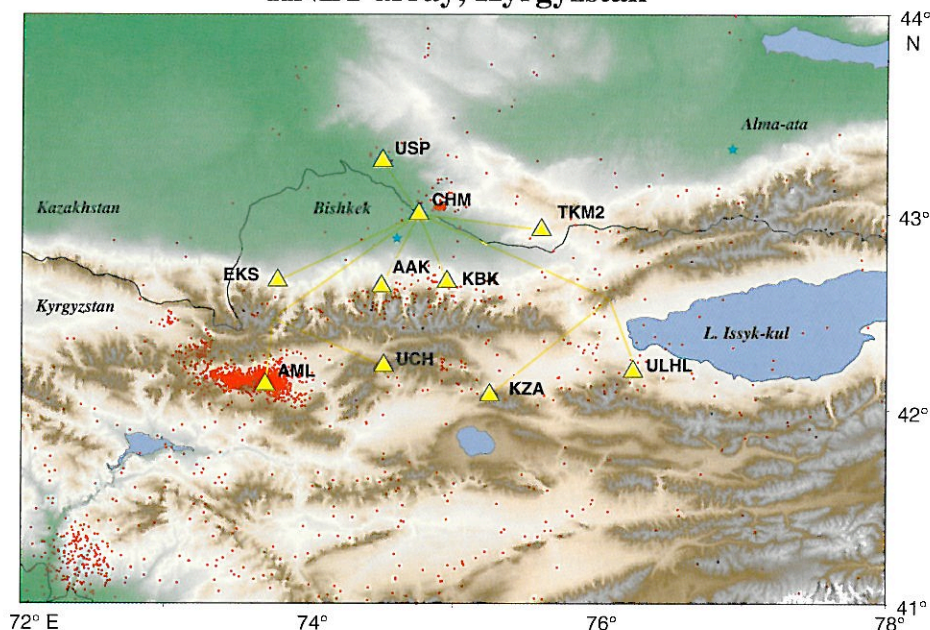 44°
N
Alma-ata
USP
Kazakhstan
Bishkek
CHM
TKM2
43°
EKS
AAK
KBK
Kyrgyzstan
L. Issyk-kul
AML
UCH
KZA
ULHL
42°
41°
72° E
74°
76°
78°